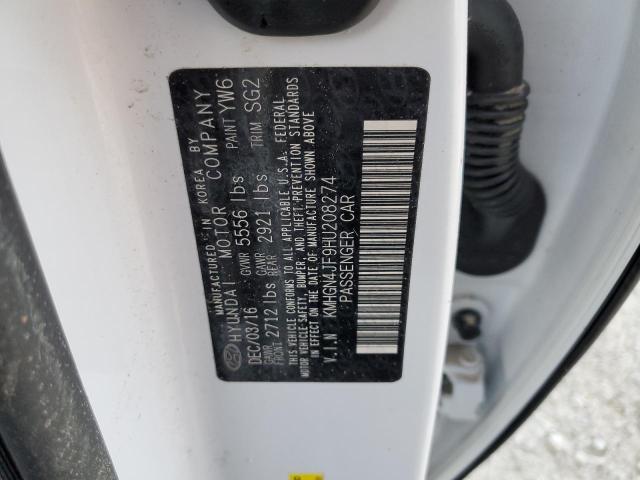 MANUFACTURED IN KOREA BY
HYUNDAI MOTOR COMPANY
DEC/03/16 GVWR 5556 lbs PAINT YW6
GAWR FRONT 2712 lbs GAWR REAR 2921 lbs TRIM SG2
THIS VEHICLE CONFORMS TO ALL APPLICABLE U.S.A. FEDERAL
MOTOR VEHICLE SAFETY, BUMPER, AND THEFT-PREVENTION STANDARDS
IN EFFECT ON THE DATE OF MANUFACTURE SHOWN ABOVE
V.I.N KMHGN4JF9HU208274
PASSENGER CAR